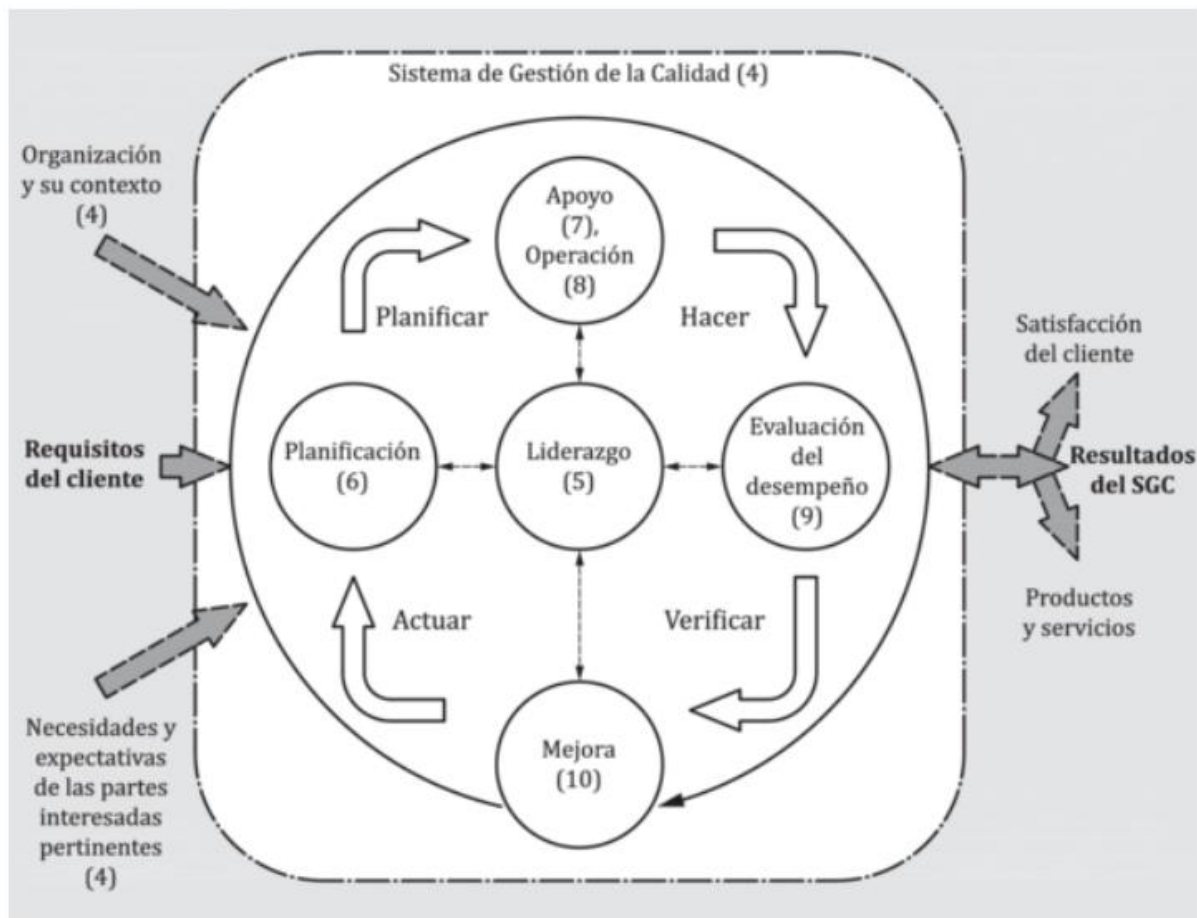 Sistema de Gestión de la Calidad (4)
Organización
y su contexto
(4)
Apoyo
(7),
Operación
(8)
Planificar
Hacer
Satisfacción
del cliente
Requisitos
del cliente
Planificación
(6)
Liderazgo
(5)
Evaluación
del
desempeño
(9)
Resultados
del SGC
Actuar
Verificar
Productos
y servicios
Mejora
(10)
Necesidades y
expectativas
de las partes
interesadas
pertinentes
(4)